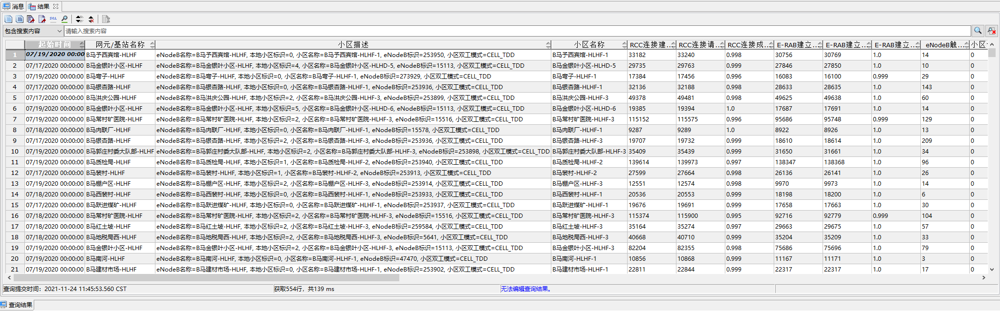 消息 结果
SQL
包含搜索内容 请输入搜索内容
起始时间 网元/基站名称 小区描述 小区名称 RCC连接建... RCC连接请... RCC连接成... E-RAB建立... E-RAB建立... E-RAB建立... eNodeB触... 小区
1 07/19/2020 00:00 B马予西宾馆-HLHF eNodeB名称=B马予西宾馆-HLHF, 本地小区标识=0, 小区名称=B马予西宾馆-HLHF-1, eNodeB标识=253950, 小区双工模式=CELL_TDD B马予西宾馆-HLHF-1 33182 33240 0.998 30756 30769 1.0 14 0
2 07/17/2020 00:00:00 B马金银叶小区-HLHF eNodeB名称=B马金银叶小区-HLHF, 本地小区标识=4, 小区名称=B马金银叶小区-HLHD-5, eNodeB标识=15113, 小区双工模式=CELL_TDD B马金银叶小区-HLHD-5 29735 29763 0.999 27846 27850 1.0 10 0
3 07/19/2020 00:00:00 B马弯子-HLHF eNodeB名称=B马弯子-HLHF, 本地小区标识=0, 小区名称=B马弯子-HLHF-1, eNodeB标识=273929, 小区双工模式=CELL_TDD B马弯子-HLHF-1 17384 17456 0.996 16083 16100 0.999 29 0
4 07/17/2020 00:00:00 B马银杏路-HLHF eNodeB名称=B马银杏路-HLHF, 本地小区标识=0, 小区名称=B马银杏路-HLHF-1, eNodeB标识=253936, 小区双工模式=CELL_TDD B马银杏路-HLHF-1 32136 32188 0.998 28633 28635 1.0 143 0
5 07/17/2020 00:00:00 B马洪庆公园-HLHF eNodeB名称=B马洪庆公园-HLHF, 本地小区标识=2, 小区名称=B马洪庆公园-HLHF-3, eNodeB标识=253899, 小区双工模式=CELL_TDD B马洪庆公园-HLHF-3 49378 49481 0.998 49625 49638 1.0 60 0
6 07/19/2020 00:00:00 B马金银叶小区-HLHF eNodeB名称=B马金银叶小区-HLHF, 本地小区标识=5, 小区名称=B马金银叶小区-HLHD-6, eNodeB标识=15113, 小区双工模式=CELL_TDD B马金银叶小区-HLHD-6 19385 19394 1.0 17687 17691 1.0 14 0
7 07/19/2020 00:00:00 B马常村矿医院-HLHF eNodeB名称=B马常村矿医院-HLHF, 本地小区标识=2, 小区名称=B马常村矿医院-HLHF-3, eNodeB标识=15516, 小区双工模式=CELL_TDD B马常村矿医院-HLHF-3 115152 115575 0.996 95686 95748 0.999 129 0
8 07/18/2020 00:00:00 B马肉联厂-HLHF eNodeB名称=B马肉联厂-HLHF, 本地小区标识=0, 小区名称=B马肉联厂-HLHF-1, eNodeB标识=15578, 小区双工模式=CELL_TDD B马肉联厂-HLHF-1 9287 9289 1.0 8922 8926 1.0 13 0
9 07/17/2020 00:00:00 B马银杏路-HLHF eNodeB名称=B马银杏路-HLHF, 本地小区标识=2, 小区名称=B马银杏路-HLHF-3, eNodeB标识=253936, 小区双工模式=CELL_TDD B马银杏路-HLHF-3 19707 19732 0.999 18610 18614 1.0 209 0
10 07/19/2020 00:00:00 B马郭庄村委大队部-HLHF eNodeB名称=B马郭庄村委大队部-HLHF, 本地小区标识=2, 小区名称=B马郭庄村委大队部-HLHF-3, eNodeB标识=253898, 小区双工模式=CELL_TDD B马郭庄村委大队部-HLHF-3 35409 35439 0.999 31650 31661 1.0 34 0
11 07/19/2020 00:00:00 B马质检局-HLHF eNodeB名称=B马质检局-HLHF, 本地小区标识=1, 小区名称=B马质检局-HLHF-2, eNodeB标识=253940, 小区双工模式=CELL_TDD B马质检局-HLHF-2 139614 139973 0.997 138347 138368 1.0 96 0
12 07/17/2020 00:00:00 B马裴村-HLHF eNodeB名称=B马裴村-HLHF, 本地小区标识=1, 小区名称=B马裴村-HLHF-2, eNodeB标识=253913, 小区双工模式=CELL_TDD B马裴村-HLHF-2 27599 27664 0.998 26136 26141 1.0 26 0
13 07/19/2020 00:00:00 B马棚户区-HLHF eNodeB名称=B马棚户区-HLHF, 本地小区标识=2, 小区名称=B马棚户区-HLHF-3, eNodeB标识=253914, 小区双工模式=CELL_TDD B马棚户区-HLHF-3 12551 12574 0.998 9970 9973 1.0 14 0
14 07/18/2020 00:00:00 B马西裴村-HLHF eNodeB名称=B马西裴村-HLHF, 本地小区标识=0, 小区名称=B马西裴村-HLHF-1, eNodeB标识=253933, 小区双工模式=CELL_TDD B马西裴村-HLHF-1 20536 20553 0.999 18198 18200 1.0 6 0
15 07/17/2020 00:00:00 B马跃进煤矿-HLHF eNodeB名称=B马跃进煤矿-HLHF, 本地小区标识=0, 小区名称=B马跃进煤矿-HLHF-1, eNodeB标识=253937, 小区双工模式=CELL_TDD B马跃进煤矿-HLHF-1 19676 19691 0.999 17658 17663 1.0 30 0
16 07/18/2020 00:00:00 B马常村矿医院-HLHF eNodeB名称=B马常村矿医院-HLHF, 本地小区标识=2, 小区名称=B马常村矿医院-HLHF-3, eNodeB标识=15516, 小区双工模式=CELL_TDD B马常村矿医院-HLHF-3 115374 115900 0.995 92716 92779 0.999 104 0
17 07/18/2020 00:00:00 B马红土坡-HLHF eNodeB名称=B马红土坡-HLHF, 本地小区标识=2, 小区名称=B马红土坡-HLHF-3, eNodeB标识=259584, 小区双工模式=CELL_TDD B马红土坡-HLHF-3 35164 35274 0.997 29663 29675 1.0 57 0
18 07/18/2020 00:00:00 B马地税局西-HLHF eNodeB名称=B马地税局西-HLHF, 本地小区标识=2, 小区名称=B马地税局西-HLHF-3, eNodeB标识=5641, 小区双工模式=CELL_TDD B马地税局西-HLHF-3 40668 40710 0.999 35204 35209 1.0 33 0
19 07/19/2020 00:00:00 B马金银叶小区-HLHF eNodeB名称=B马金银叶小区-HLHF, 本地小区标识=2, 小区名称=B马金银叶小区-HLHF-3, eNodeB标识=15113, 小区双工模式=CELL_TDD B马金银叶小区-HLHF-3 82204 82355 0.998 75686 75696 1.0 79 0
20 07/19/2020 00:00:00 B马南河-HLHF eNodeB名称=B马南河-HLHF, 本地小区标识=0, 小区名称=B马南河-HLHF-1, eNodeB标识=47470, 小区双工模式=CELL_TDD B马南河-HLHF-1 10856 10868 0.999 11167 11171 1.0 3 0
21 07/19/2020 00:00:00 B马建材市场-HLHF eNodeB名称=B马建材市场-HLHF, 本地小区标识=0, 小区名称=B马建材市场-HLHF-1, eNodeB标识=253902, 小区双工模式=CELL_TDD B马建材市场-HLHF-1 22811 22844 0.999 22317 22317 1.0 17 0
查询提交时间：2021-11-24 11:45:53.560 CST 获取554行，共139 ms 无法编辑查询结果。
查询结果